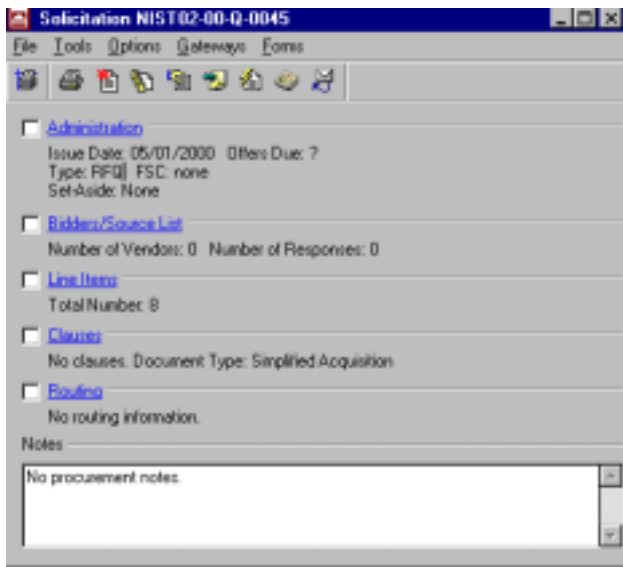 Solicitation NIST02-00-Q-0045
File Tools Options Gateways Forms
Administration
Issue Date: 05/01/2000 Offers Due: ?
Type: RFQ FSC: none
Set-Aside: None
Bidders/Source List
Number of Vendors: 0 Number of Responses: 0
Line Items
Total Number: 8
Clauses
No clauses. Document Type: Simplified Acquisition
Routing
No routing information.
Notes
No procurement notes.